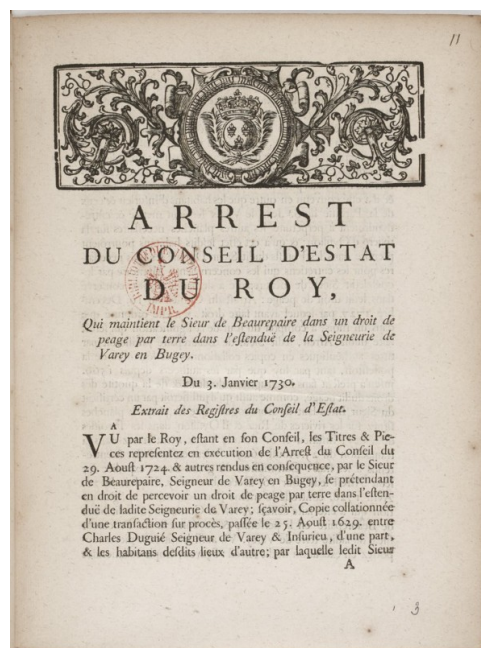 11
ARREST
DU CONSEIL D'ESTAT
DU ROY,
Qui maintient le Sieur de Beaurepaire dans un droit de
peage par terre dans l'eſtenduë de la Seigneurie de
Varey en Bugey.
Du 3. Janvier 1730.
Extrait des Regiſtres du Conſeil d'Eſtat.
VÛ par le Roy, eſtant en ſon Conſeil, les Titres & Pie-
ces repreſentez en exécution de l'Arreſt du Conſeil du
29. Aouſt 1724. & autres rendus en conſequence, par le Sieur
de Beaurepaire, Seigneur de Varey en Bugey, ſe prétendant
en droit de percevoir un droit de peage par terre dans l'eſten-
duë de ladite Seigneurie de Varey; ſçavoir, Copie collationnée
d'une tranſaction ſur procès, paſſée le 25. Aouſt 1629. entre
Charles Duguié Seigneur de Varey & Inſurieu, d'une part,
& les habitans deſdits lieux d'autre; par laquelle ledit Sieur
A
3